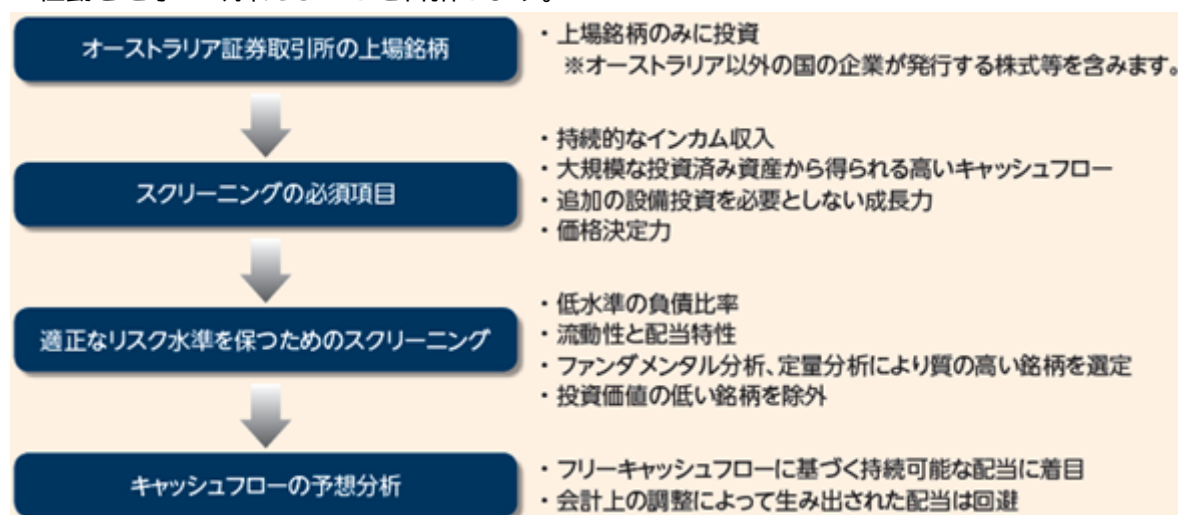 オーストラリア証券取引所の上場銘柄
・上場銘柄のみに投資
※オーストラリア以外の国の企業が発行する株式等を含みます。
スクリーニングの必須項目
・持続的なインカム収入
・大規模な投資済み資産から得られる高いキャッシュフロー
・追加の設備投資を必要としない成長力
・価格決定力
適正なリスク水準を保つためのスクリーニング
・低水準の負債比率
・流動性と配当特性
・ファンダメンタル分析、定量分析により質の高い銘柄を選定
・投資価値の低い銘柄を除外
キャッシュフローの予想分析
・フリーキャッシュフローに基づく持続可能な配当に着目
・会計上の調整によって生み出された配当は回避